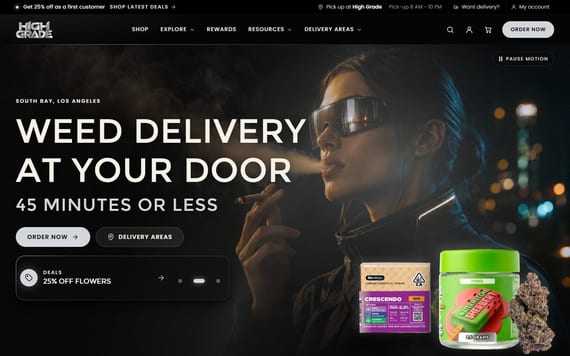 Get 25% off as a first customer SHOP LATEST DEALS →
Pick up at High Grade Pick-up 8 AM - 10 PM Want delivery? My account
HIGH GRADE
SHOP EXPLORE REWARDS RESOURCES DELIVERY AREAS
ORDER NOW
PAUSE MOTION
SOUTH BAY, LOS ANGELES
WEED DELIVERY
AT YOUR DOOR
45 MINUTES OR LESS
ORDER NOW → DELIVERY AREAS
DEALS
25% OFF FLOWERS →
CRESCENDO
3.5 GRAMS